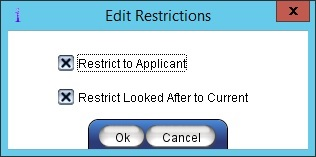 Edit Restrictions
Restrict to Applicant
Restrict Looked After to Current
Ok Cancel